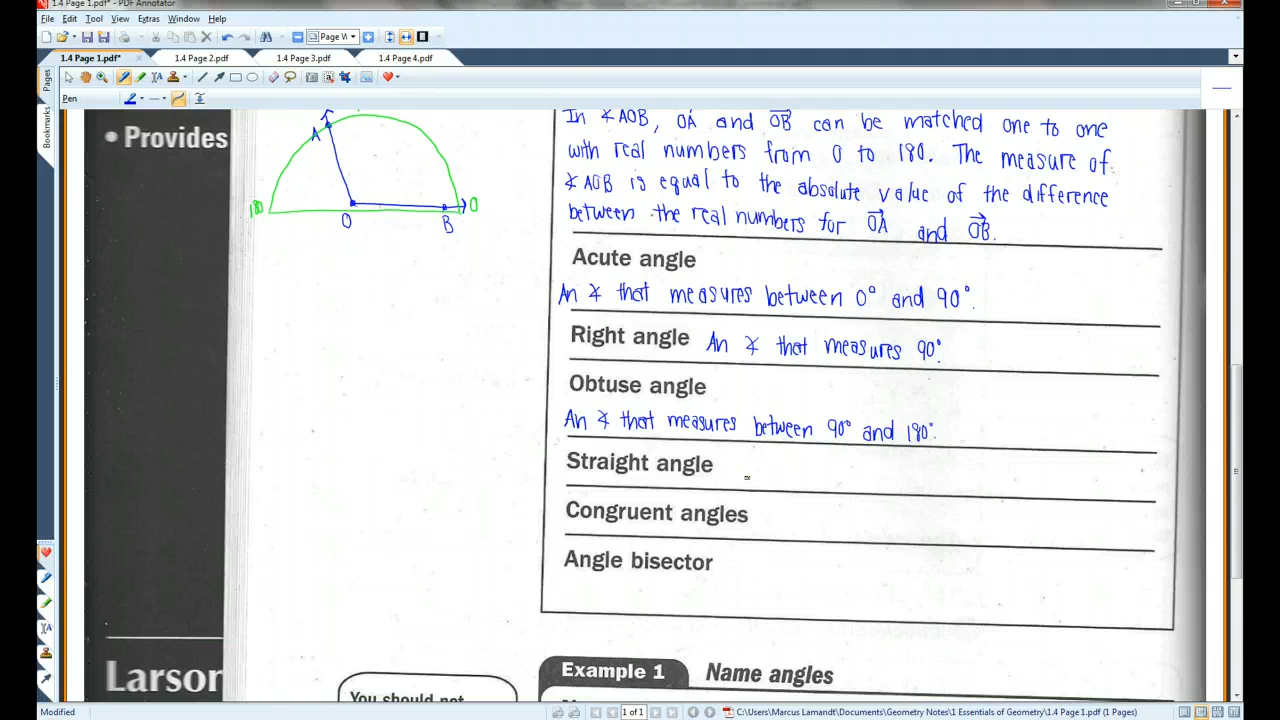 1.4 Page 1.pdf* - PDF Annotator
File Edit Tool View Extras Window Help
Page W
1.4 Page 1.pdf* 1.4 Page 2.pdf 1.4 Page 3.pdf 1.4 Page 4.pdf
Pen
Pages
Bookmarks
• Provides
A
180 0
O B
In ∡AOB, OA and OB can be matched one to one
with real numbers from 0 to 180. The measure of
∡AOB is equal to the absolute value of the difference
between the real numbers for OA and OB.
Acute angle
An ∡ that measures between 0° and 90°.
Right angle An ∡ that measures 90°.
Obtuse angle
An ∡ that measures between 90° and 180°.
Straight angle
Congruent angles
Angle bisector
Larson
Example 1 Name angles
You should not
Modified 1 of 1 C:\Users\Marcus Lamandt\Documents\Geometry Notes\1 Essentials of Geometry\1.4 Page 1.pdf (1 Pages)